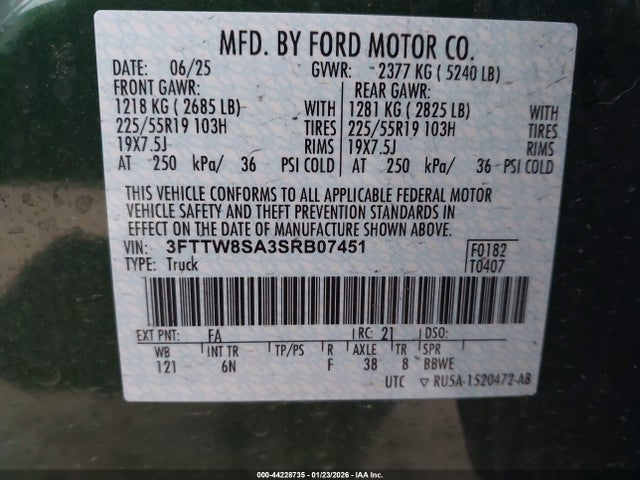 MFD. BY FORD MOTOR CO.
DATE: 06/25 GVWR: 2377 KG ( 5240 LB)
FRONT GAWR: REAR GAWR:
1218 KG ( 2685 LB) WITH 1281 KG ( 2825 LB) WITH
225/55R19 103H TIRES 225/55R19 103H TIRES
19X7.5J RIMS 19X7.5J RIMS
AT 250 kPa/ 36 PSI COLD AT 250 kPa/ 36 PSI COLD
THIS VEHICLE CONFORMS TO ALL APPLICABLE FEDERAL MOTOR
VEHICLE SAFETY AND THEFT PREVENTION STANDARDS IN
EFFECT ON THE DATE OF MANUFACTURE SHOWN ABOVE.
VIN: 3FTTW8SA3SRB07451 F0182
TYPE: Truck T0407
EXT PNT: FA RC: 21 DSO:
WB INT TR TP/PS R AXLE TR SPR
121 6N F 38 8 BBWE
UTC ▽ RU5A-1520472-AB
000-44228735 - 01/23/2026 - IAA Inc.